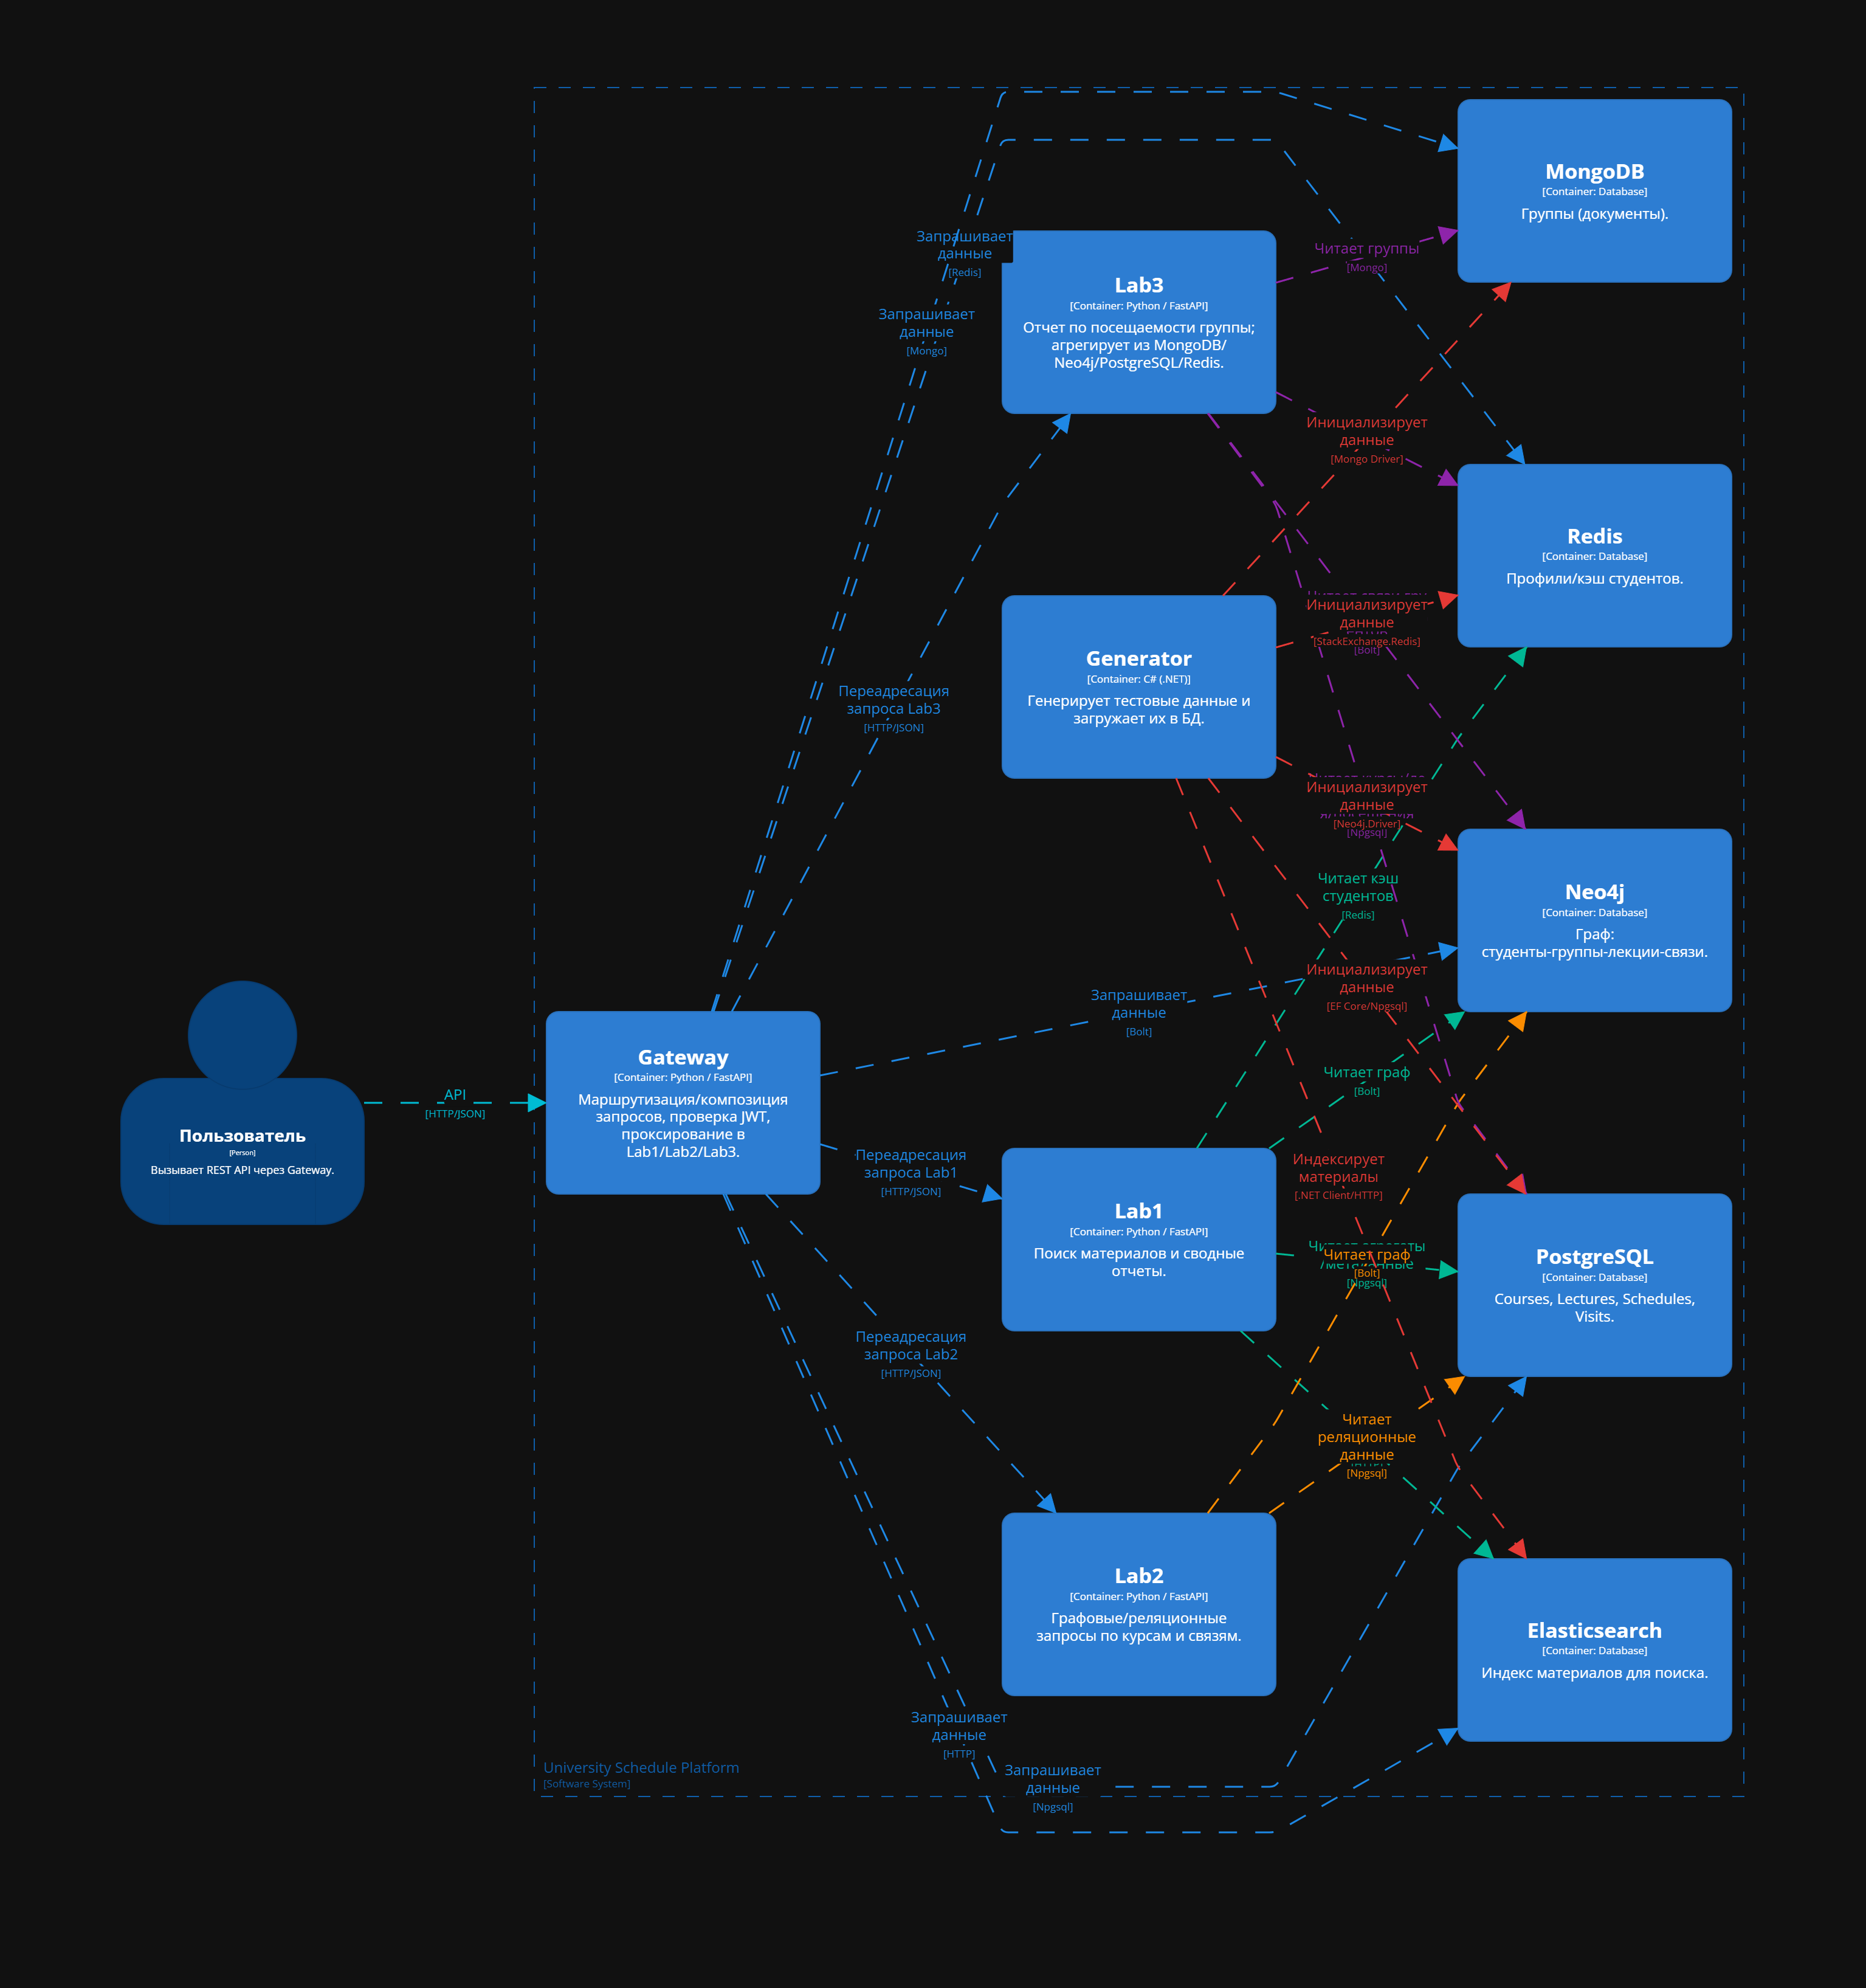 MongoDB
[Container: Database]
Группы (документы).
Запрашивает
данные
[Redis]
Запрашивает
данные
[Mongo]
Lab3
[Container: Python / FastAPI]
Отчет по посещаемости группы;
агрегирует из MongoDB/
Neo4j/PostgreSQL/Redis.
Читает группы
[Mongo]
Инициализирует
данные
[Mongo Driver]
Redis
[Container: Database]
Профили/кэш студентов.
Generator
[Container: C# (.NET)]
Генерирует тестовые данные и
загружает их в БД.
Инициализирует
данные
[StackExchange.Redis]
[Bolt]
Переадресация
запроса Lab3
[HTTP/JSON]
Инициализирует
данные
[Neo4j.Driver]
[Npgsql]
Читает кэш
студентов
[Redis]
Neo4j
[Container: Database]
Граф:
студенты-группы-лекции-связи.
Запрашивает
данные
[Bolt]
Инициализирует
данные
[EF Core/Npgsql]
Пользователь
[Person]
Вызывает REST API через Gateway.
API
[HTTP/JSON]
Gateway
[Container: Python / FastAPI]
Маршрутизация/композиция
запросов, проверка JWT,
проксирование в
Lab1/Lab2/Lab3.
Читает граф
[Bolt]
Переадресация
запроса Lab1
[HTTP/JSON]
Lab1
[Container: Python / FastAPI]
Поиск материалов и сводные
отчеты.
Индексирует
материалы
[.NET Client/HTTP]
Читает граф
[Bolt]
[Npgsql]
PostgreSQL
[Container: Database]
Courses, Lectures, Schedules,
Visits.
Переадресация
запроса Lab2
[HTTP/JSON]
Читает
реляционные
данные
[Npgsql]
Lab2
[Container: Python / FastAPI]
Графовые/реляционные
запросы по курсам и связям.
Elasticsearch
[Container: Database]
Индекс материалов для поиска.
Запрашивает
данные
[HTTP]
Запрашивает
данные
[Npgsql]
University Schedule Platform
[Software System]